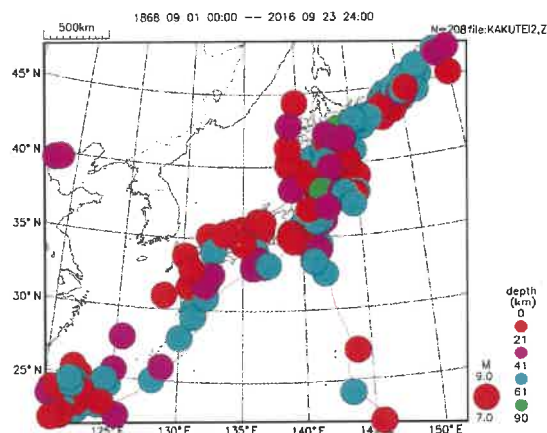 500km
1868 09 01 00:00 -- 2016 09 23 24:00
N=208 file:KAKUTEI2,Z
45° N
40° N
35° N
30° N
25° N
125° E
130° E
135° E
140° E
145° E
150° E
depth
(km)
0
21
41
61
90
M
9.0
7.0